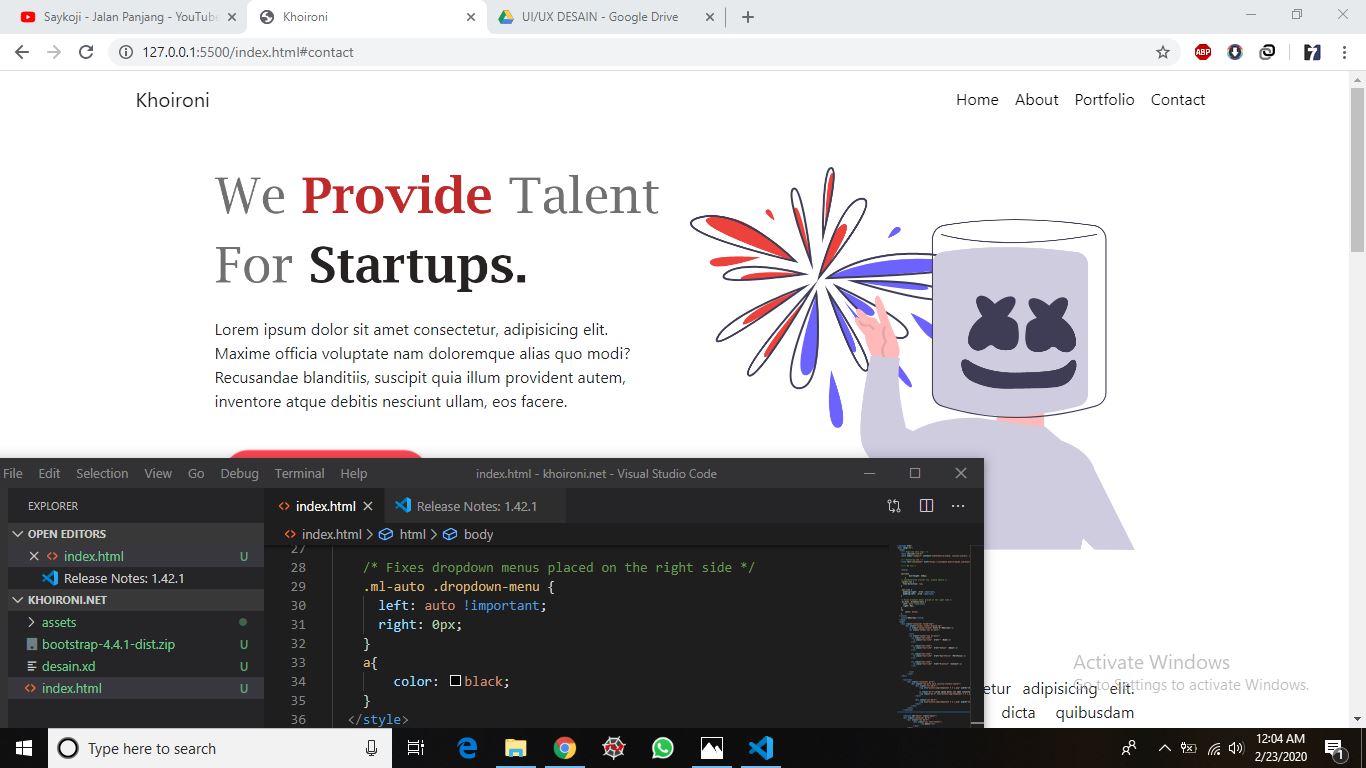 Saykoji - Jalan Panjang - YouTube
Khoironi
UI/UX DESAIN - Google Drive
127.0.0.1:5500/index.html#contact
ABP
Khoironi
Home About Portfolio Contact
We Provide Talent
For Startups.
Lorem ipsum dolor sit amet consectetur, adipisicing elit.
Maxime officia voluptate nam doloremque alias quo modi?
Recusandae blanditiis, suscipit quia illum provident autem,
inventore atque debitis nesciunt ullam, eos facere.
File Edit Selection View Go Debug Terminal Help
index.html - khoironi.net - Visual Studio Code
EXPLORER
OPEN EDITORS
index.html U
Release Notes: 1.42.1
KHOIRONI.NET
assets
bootstrap-4.4.1-dist.zip U
desain.xd U
index.html U
index.html
Release Notes: 1.42.1
index.html > html > body
27
28 /* Fixes dropdown menus placed on the right side */
29 .ml-auto .dropdown-menu {
30 left: auto !important;
31 right: 0px;
32 }
33 a{
34 color: black;
35 }
36 </style>
Activate Windows
Go to Settings to activate Windows.
adipisicing elit.
dicta quibusdam
Type here to search
12:04 AM
2/23/2020
1